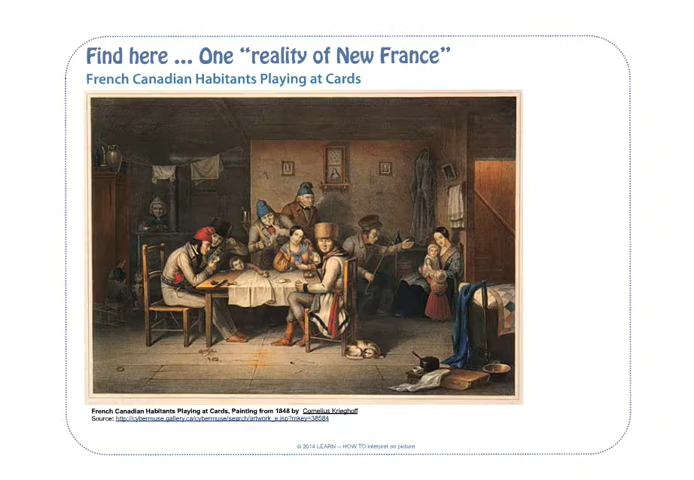 Find here ... One “reality of New France”
French Canadian Habitants Playing at Cards
French Canadian Habitants Playing at Cards, Painting from 1848 by Cornelius Krieghoff
Source: http://cybermuse.gallery.ca/cybermuse/search/artwork_e.jsp?mkey=38584
© 2014 LEARN – HOW TO interpret an picture